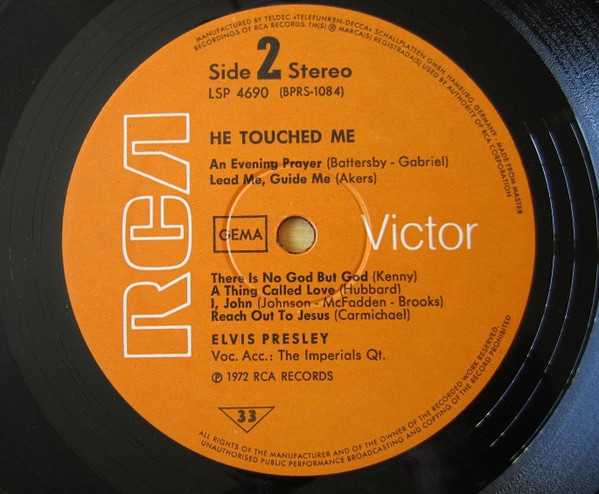 MANUFACTURED BY TELDEC »TELEFUNKEN-DECCA« SCHALLPLATTEN GMBH, HAMBURG, GERMANY · MADE FROM MASTER
RECORDINGS OF RCA RECORDS. TM(S) ® MARCA(S) REGISTRADA(S) USED BY AUTHORITY OF RCA CORPORATION
Side 2 Stereo
LSP 4690 (BPRS-1084)
RCA
HE TOUCHED ME
An Evening Prayer (Battersby - Gabriel)
Lead Me, Guide Me (Akers)
GEMA
Victor
There Is No God But God (Kenny)
A Thing Called Love (Hubbard)
I, John (Johnson - McFadden - Brooks)
Reach Out To Jesus (Carmichael)
ELVIS PRESLEY
Voc. Acc.: The Imperials Qt.
℗ 1972 RCA RECORDS
33
ALL RIGHTS OF THE MANUFACTURER AND OF THE OWNER OF THE RECORDED WORK RESERVED.
UNAUTHORISED PUBLIC PERFORMANCE BROADCASTING AND COPYING OF THIS RECORD PROHIBITED